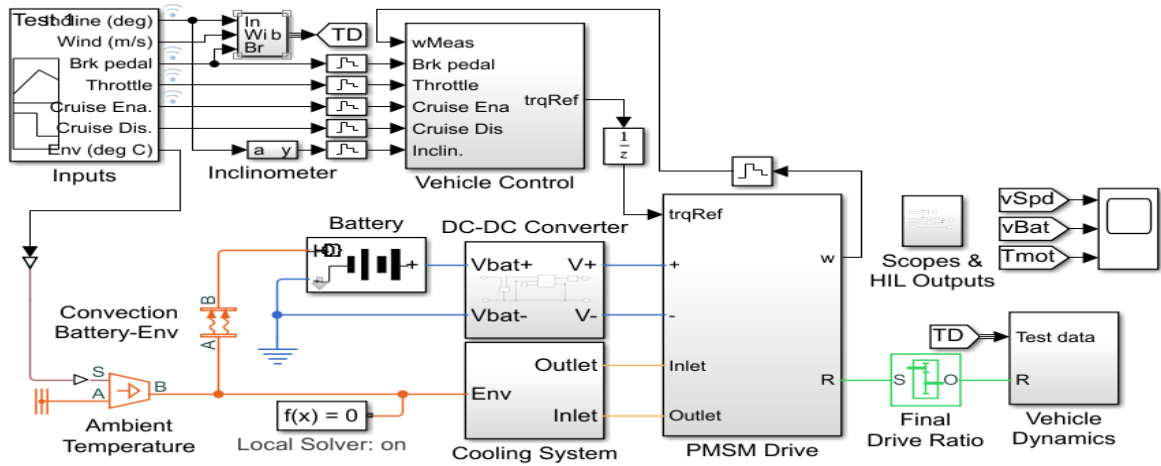 Test 1
Incline (deg)
Wind (m/s)
Brk pedal
Throttle
Cruise Ena.
Cruise Dis.
Env (deg C)
Inputs
In
Wi b
Br
TD
a y
Inclinometer
wMeas
Brk pedal
Throttle
Cruise Ena
Cruise Dis
Inclin.
trqRef
Vehicle Control
1
z
Battery
H
+
DC-DC Converter
Vbat+ V+
Vbat- V-
trqRef
w
+
-
Inlet
R
Outlet
PMSM Drive
Scopes &
HIL Outputs
vSpd
vBat
Tmot
Convection
Battery-Env
B
A
S
A
B
Ambient
Temperature
f(x) = 0
Local Solver: on
Outlet
Env
Inlet
Cooling System
S O
Final
Drive Ratio
TD
Test data
R
Vehicle
Dynamics